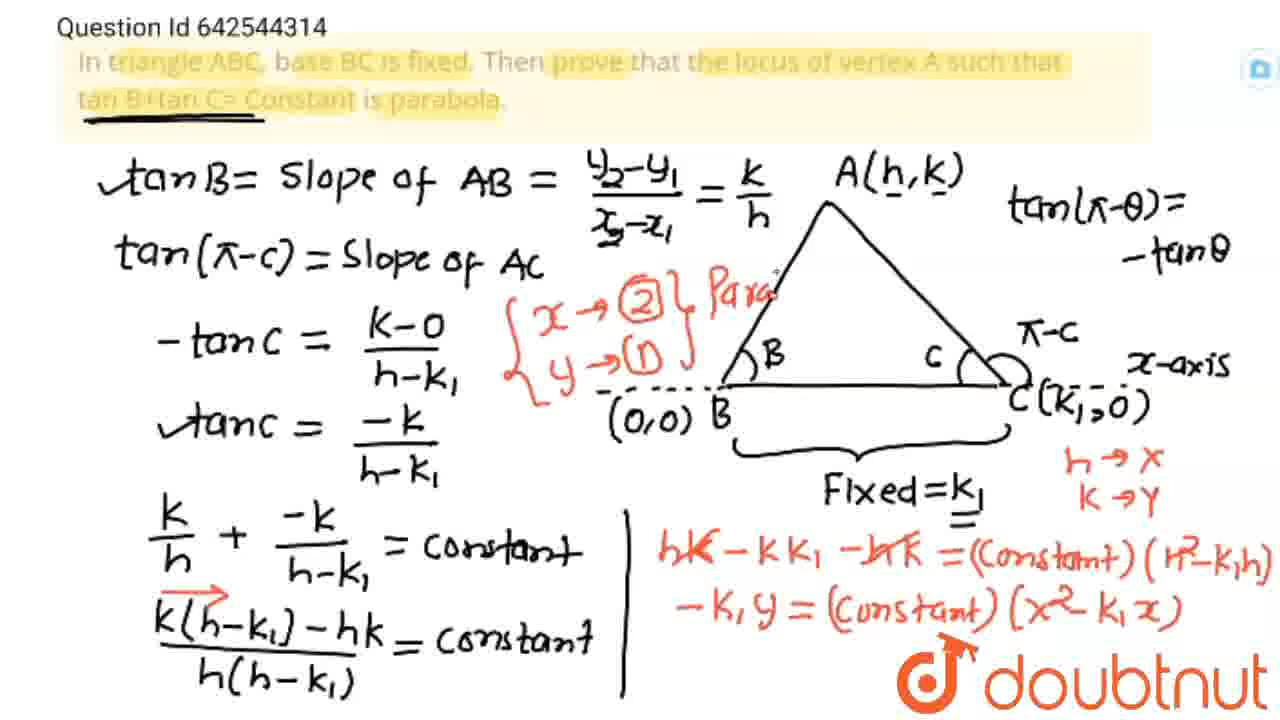 Question Id 642544314
In triangle ABC, base BC is fixed. Then prove that the locus of vertex A such that
tan B+tan C= Constant is parabola.
✓tanB = Slope of AB = y₂-y₁/x₂-x₁ = k/h
A(h,k)
tan(π-θ) =
-tanθ
tan(π-c) = Slope of AC
-tanc = k-0/h-k₁
{x → ②
y → ①} Para
B
C
π-c
x-axis
(0,0) B
C(k₁,0)
✓tanc = -k/h-k₁
Fixed = k₁
h → x
k → y
k/h + -k/h-k₁ = constant
k(h-k₁)-hk/h(h-k₁) = constant
hk - kk₁ - hk = (constant)(h²-k₁h)
-k₁y = (constant)(x²-k₁x)
doubtnut